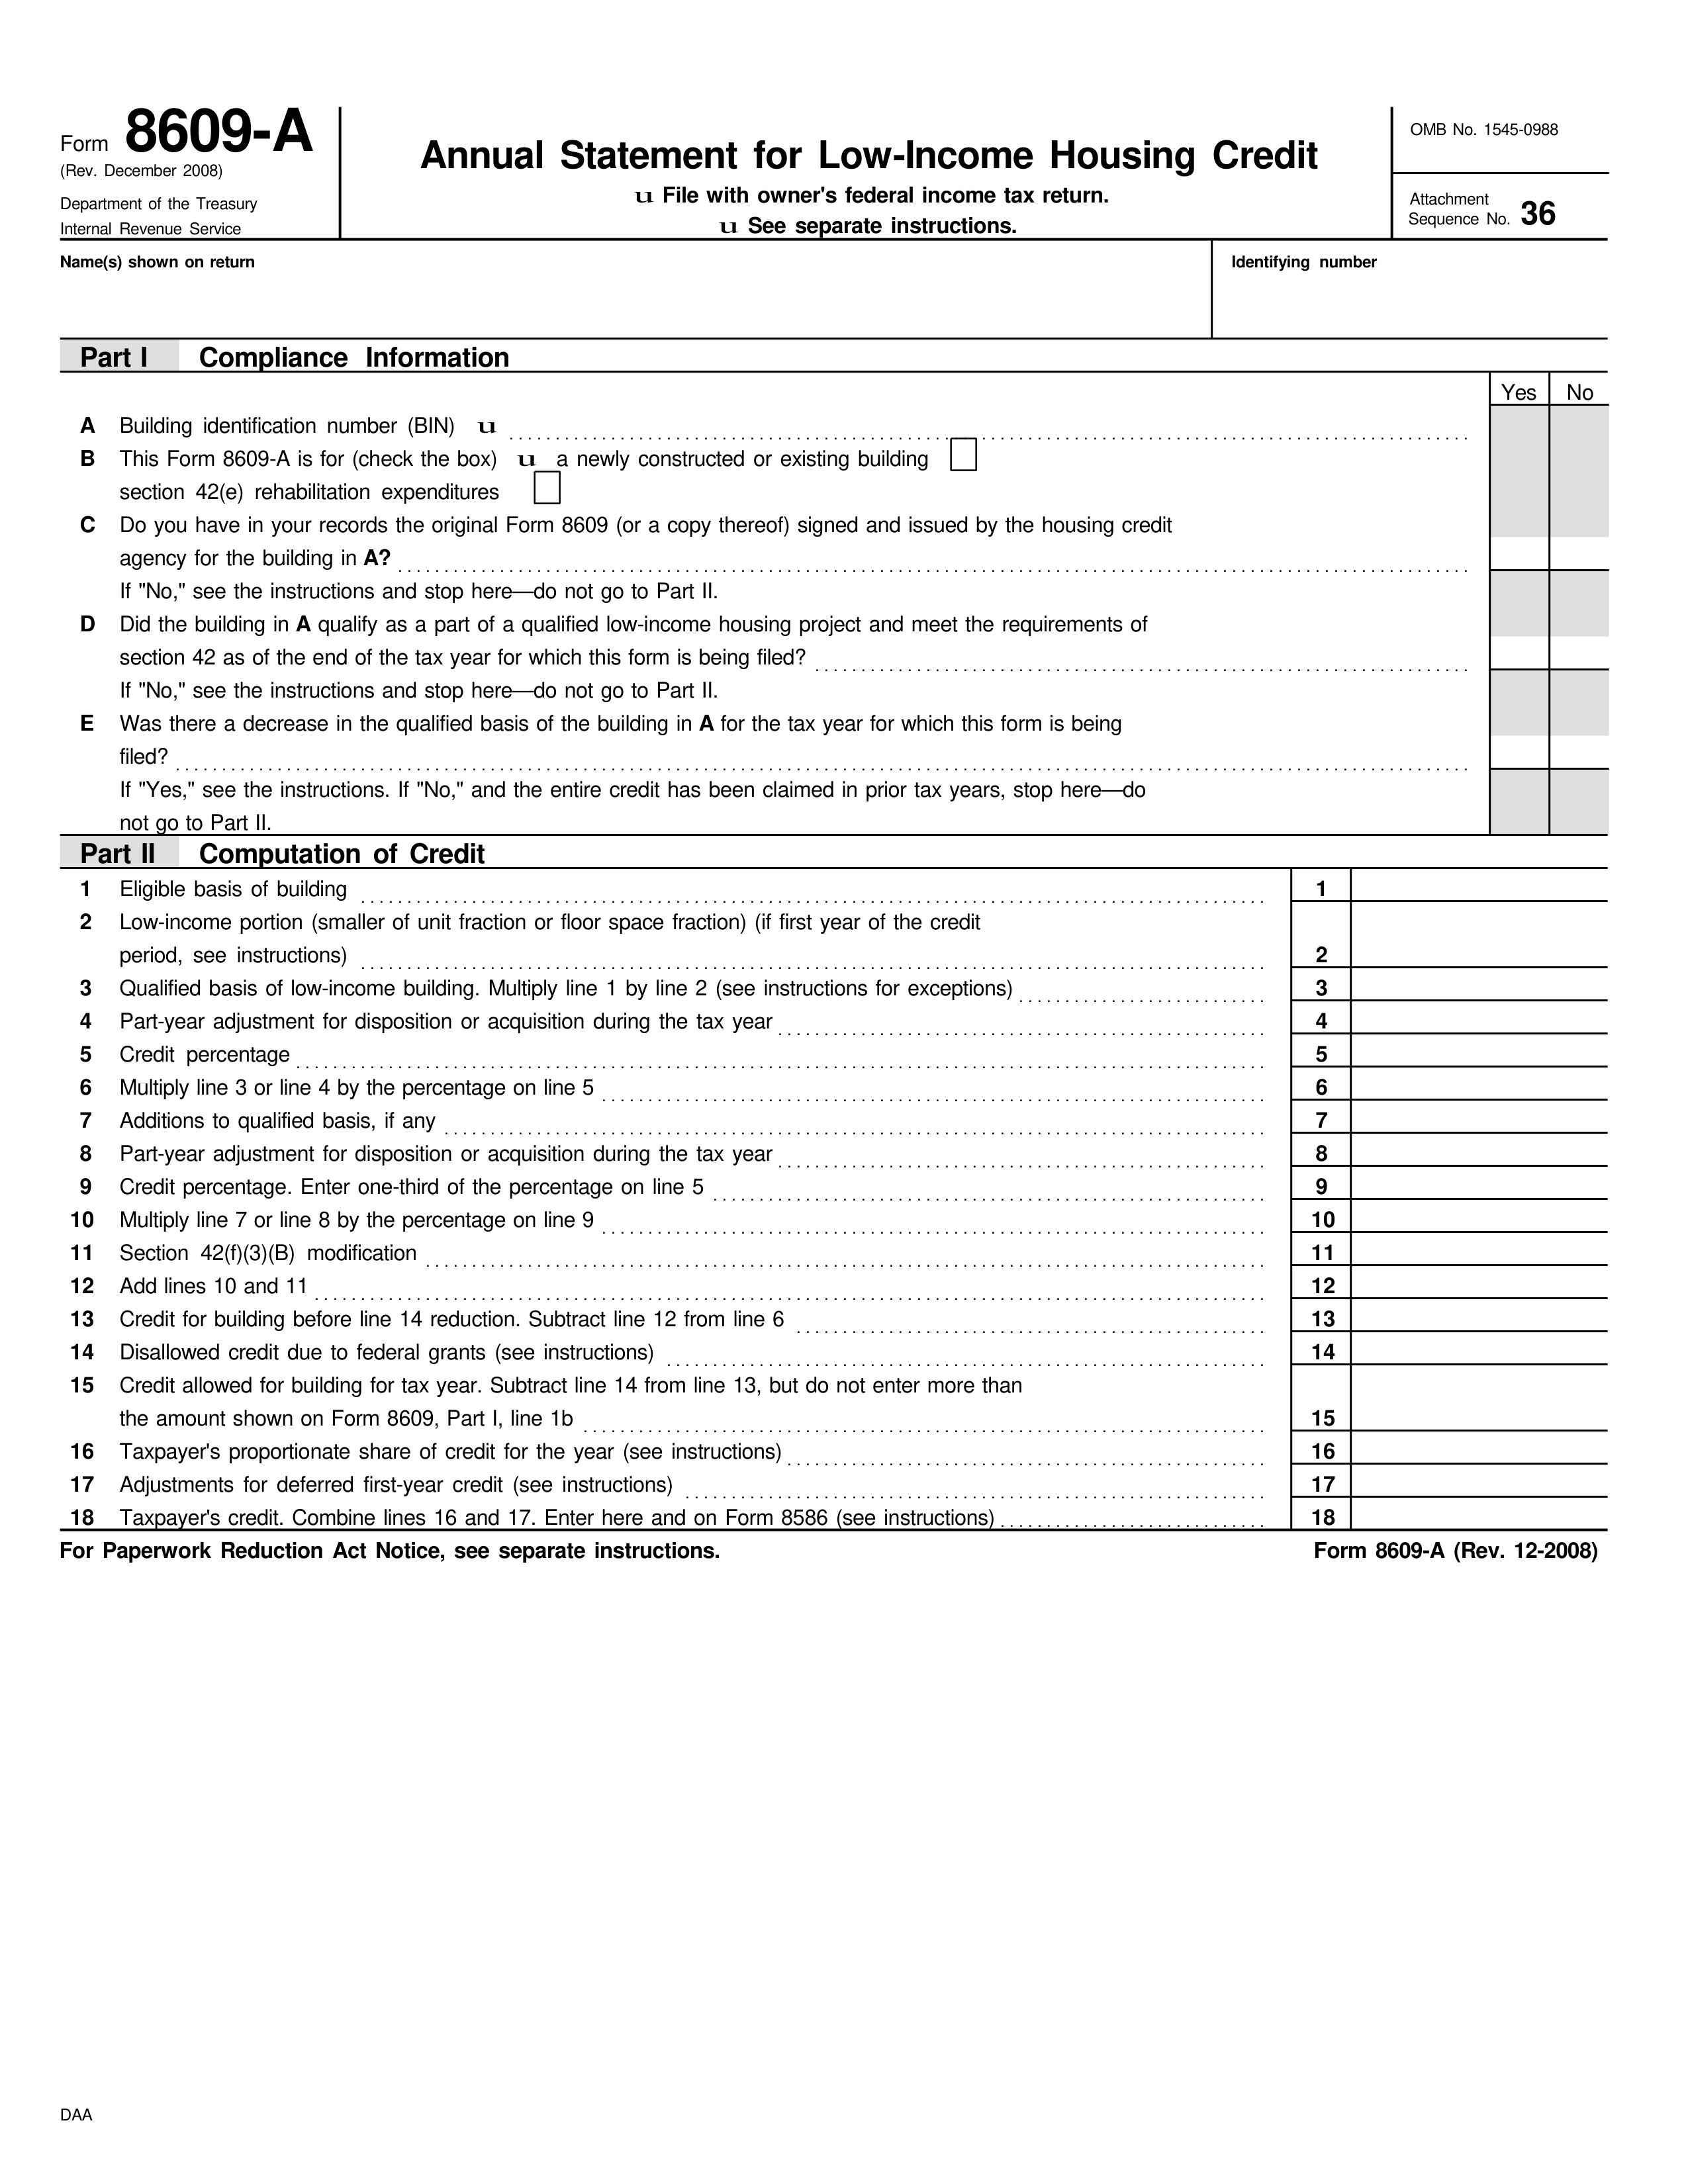 Form 8609-A
(Rev. December 2008)
Department of the Treasury
Internal Revenue Service
Annual Statement for Low-Income Housing Credit
u File with owner's federal income tax return.
u See separate instructions.
OMB No. 1545-0988
Attachment
Sequence No. 36
Name(s) shown on return
Identifying number
Part I Compliance Information
Yes No
A Building identification number (BIN) u
B This Form 8609-A is for (check the box) u a newly constructed or existing building
section 42(e) rehabilitation expenditures
C Do you have in your records the original Form 8609 (or a copy thereof) signed and issued by the housing credit
agency for the building in A?
If "No," see the instructions and stop here—do not go to Part II.
D Did the building in A qualify as a part of a qualified low-income housing project and meet the requirements of
section 42 as of the end of the tax year for which this form is being filed?
If "No," see the instructions and stop here—do not go to Part II.
E Was there a decrease in the qualified basis of the building in A for the tax year for which this form is being
filed?
If "Yes," see the instructions. If "No," and the entire credit has been claimed in prior tax years, stop here—do
not go to Part II.
Part II Computation of Credit
1 Eligible basis of building 1
2 Low-income portion (smaller of unit fraction or floor space fraction) (if first year of the credit
period, see instructions) 2
3 Qualified basis of low-income building. Multiply line 1 by line 2 (see instructions for exceptions) 3
4 Part-year adjustment for disposition or acquisition during the tax year 4
5 Credit percentage 5
6 Multiply line 3 or line 4 by the percentage on line 5 6
7 Additions to qualified basis, if any 7
8 Part-year adjustment for disposition or acquisition during the tax year 8
9 Credit percentage. Enter one-third of the percentage on line 5 9
10 Multiply line 7 or line 8 by the percentage on line 9 10
11 Section 42(f)(3)(B) modification 11
12 Add lines 10 and 11 12
13 Credit for building before line 14 reduction. Subtract line 12 from line 6 13
14 Disallowed credit due to federal grants (see instructions) 14
15 Credit allowed for building for tax year. Subtract line 14 from line 13, but do not enter more than
the amount shown on Form 8609, Part I, line 1b 15
16 Taxpayer's proportionate share of credit for the year (see instructions) 16
17 Adjustments for deferred first-year credit (see instructions) 17
18 Taxpayer's credit. Combine lines 16 and 17. Enter here and on Form 8586 (see instructions) 18
For Paperwork Reduction Act Notice, see separate instructions.
Form 8609-A (Rev. 12-2008)
DAA